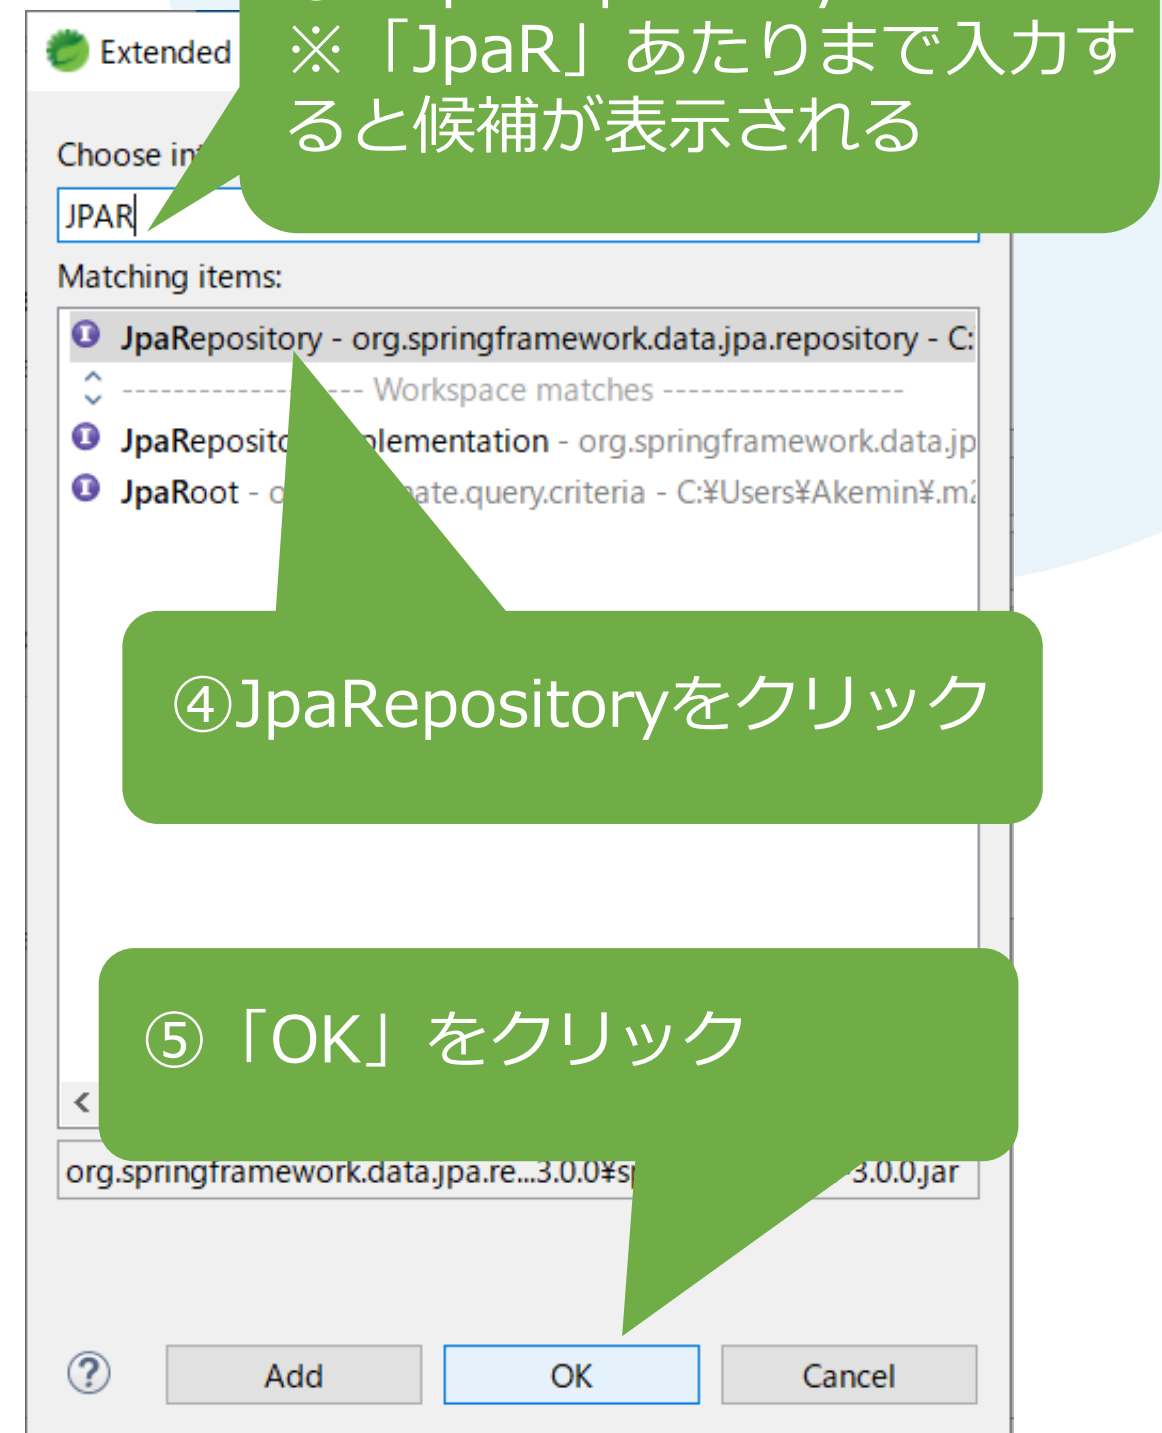 ※「JpaR」あたりまで入力す
ると候補が表示される
Extended
Choose
JPAR
Matching items:
JpaRepository - org.springframework.data.jpa.repository - C:
------------------- Workspace matches -------------------
JpaReposito plementation - org.springframework.data.jp
JpaRoot - o ate.query.criteria - C:¥Users¥Akemin¥.m2
④JpaRepositoryをクリック
⑤「OK」をクリック
org.springframework.data.jpa.re...3.0.0¥s -3.0.0.jar
Add
OK
Cancel